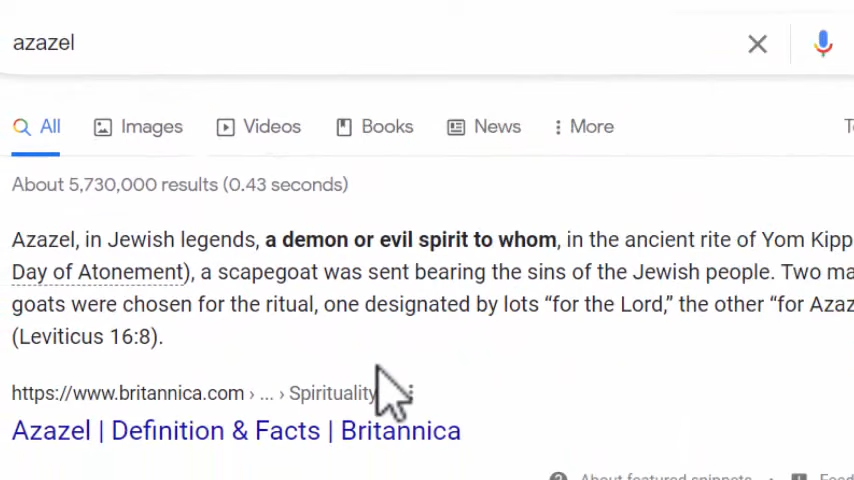 azazel
All Images Videos Books News More
About 5,730,000 results (0.43 seconds)
Azazel, in Jewish legends, a demon or evil spirit to whom, in the ancient rite of Yom Kipp
Day of Atonement), a scapegoat was sent bearing the sins of the Jewish people. Two ma
goats were chosen for the ritual, one designated by lots “for the Lord,” the other “for Azaz
(Leviticus 16:8).
https://www.britannica.com › ... › Spirituality
Azazel | Definition & Facts | Britannica
About featured snippets Feed